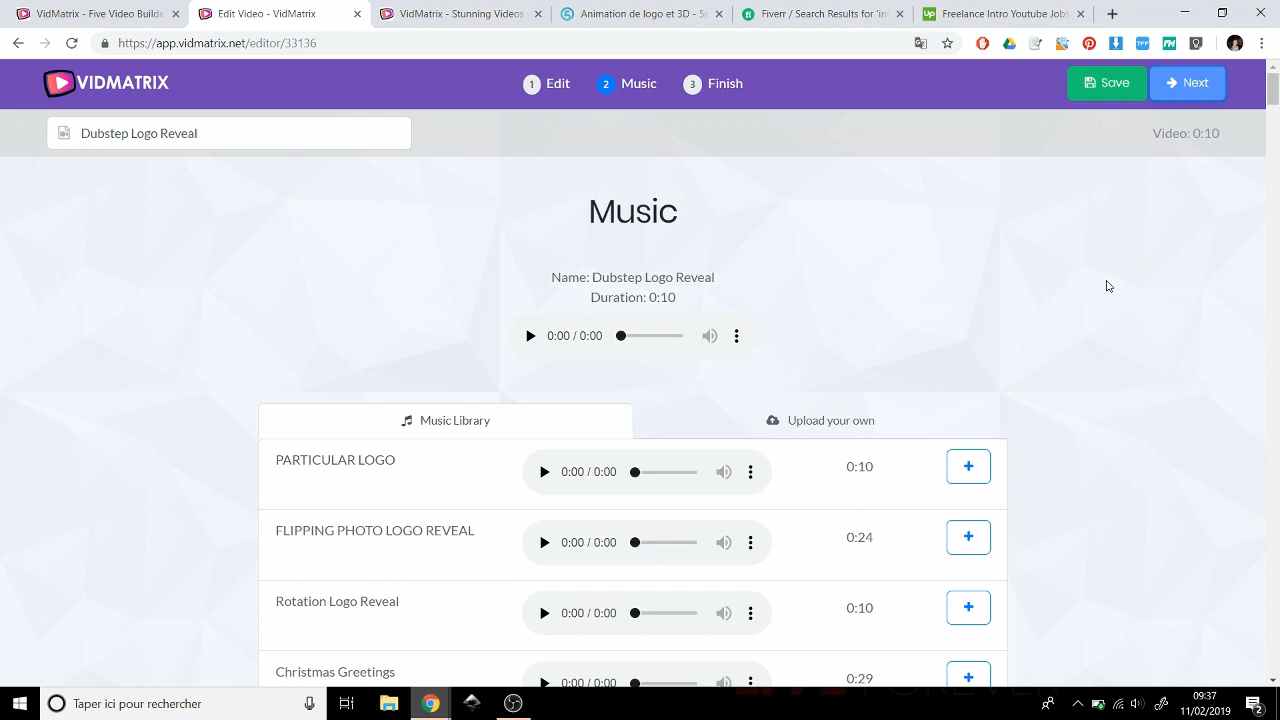 VidMatrix - Five Video Builde
Edit Video - VidMatrix
VidMatrix - Stunning Videos
Animation de logo et 3D - 5e
Fiverr / Search Results for 'int
Freelance Intro Youtube Jobs
https://app.vidmatrix.net/editor/33136
VIDMATRIX
1 Edit
2 Music
3 Finish
Save
Next
Dubstep Logo Reveal
Video: 0:10
Music
Name: Dubstep Logo Reveal
Duration: 0:10
0:00 / 0:00
Music Library
Upload your own
PARTICULAR LOGO
0:00 / 0:00
0:10
FLIPPING PHOTO LOGO REVEAL
0:00 / 0:00
0:24
Rotation Logo Reveal
0:00 / 0:00
0:10
Christmas Greetings
0:00 / 0:00
0:29
Taper ici pour rechercher
09:37
11/02/2019
2